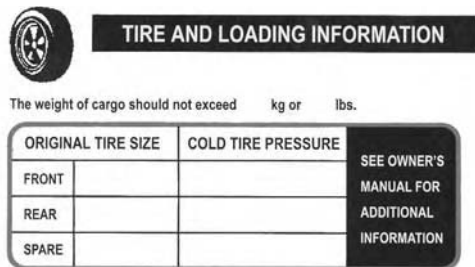 TIRE AND LOADING INFORMATION
The weight of cargo should not exceed kg or lbs.
ORIGINAL TIRE SIZE COLD TIRE PRESSURE
SEE OWNER'S
MANUAL FOR
ADDITIONAL
INFORMATION
FRONT
REAR
SPARE